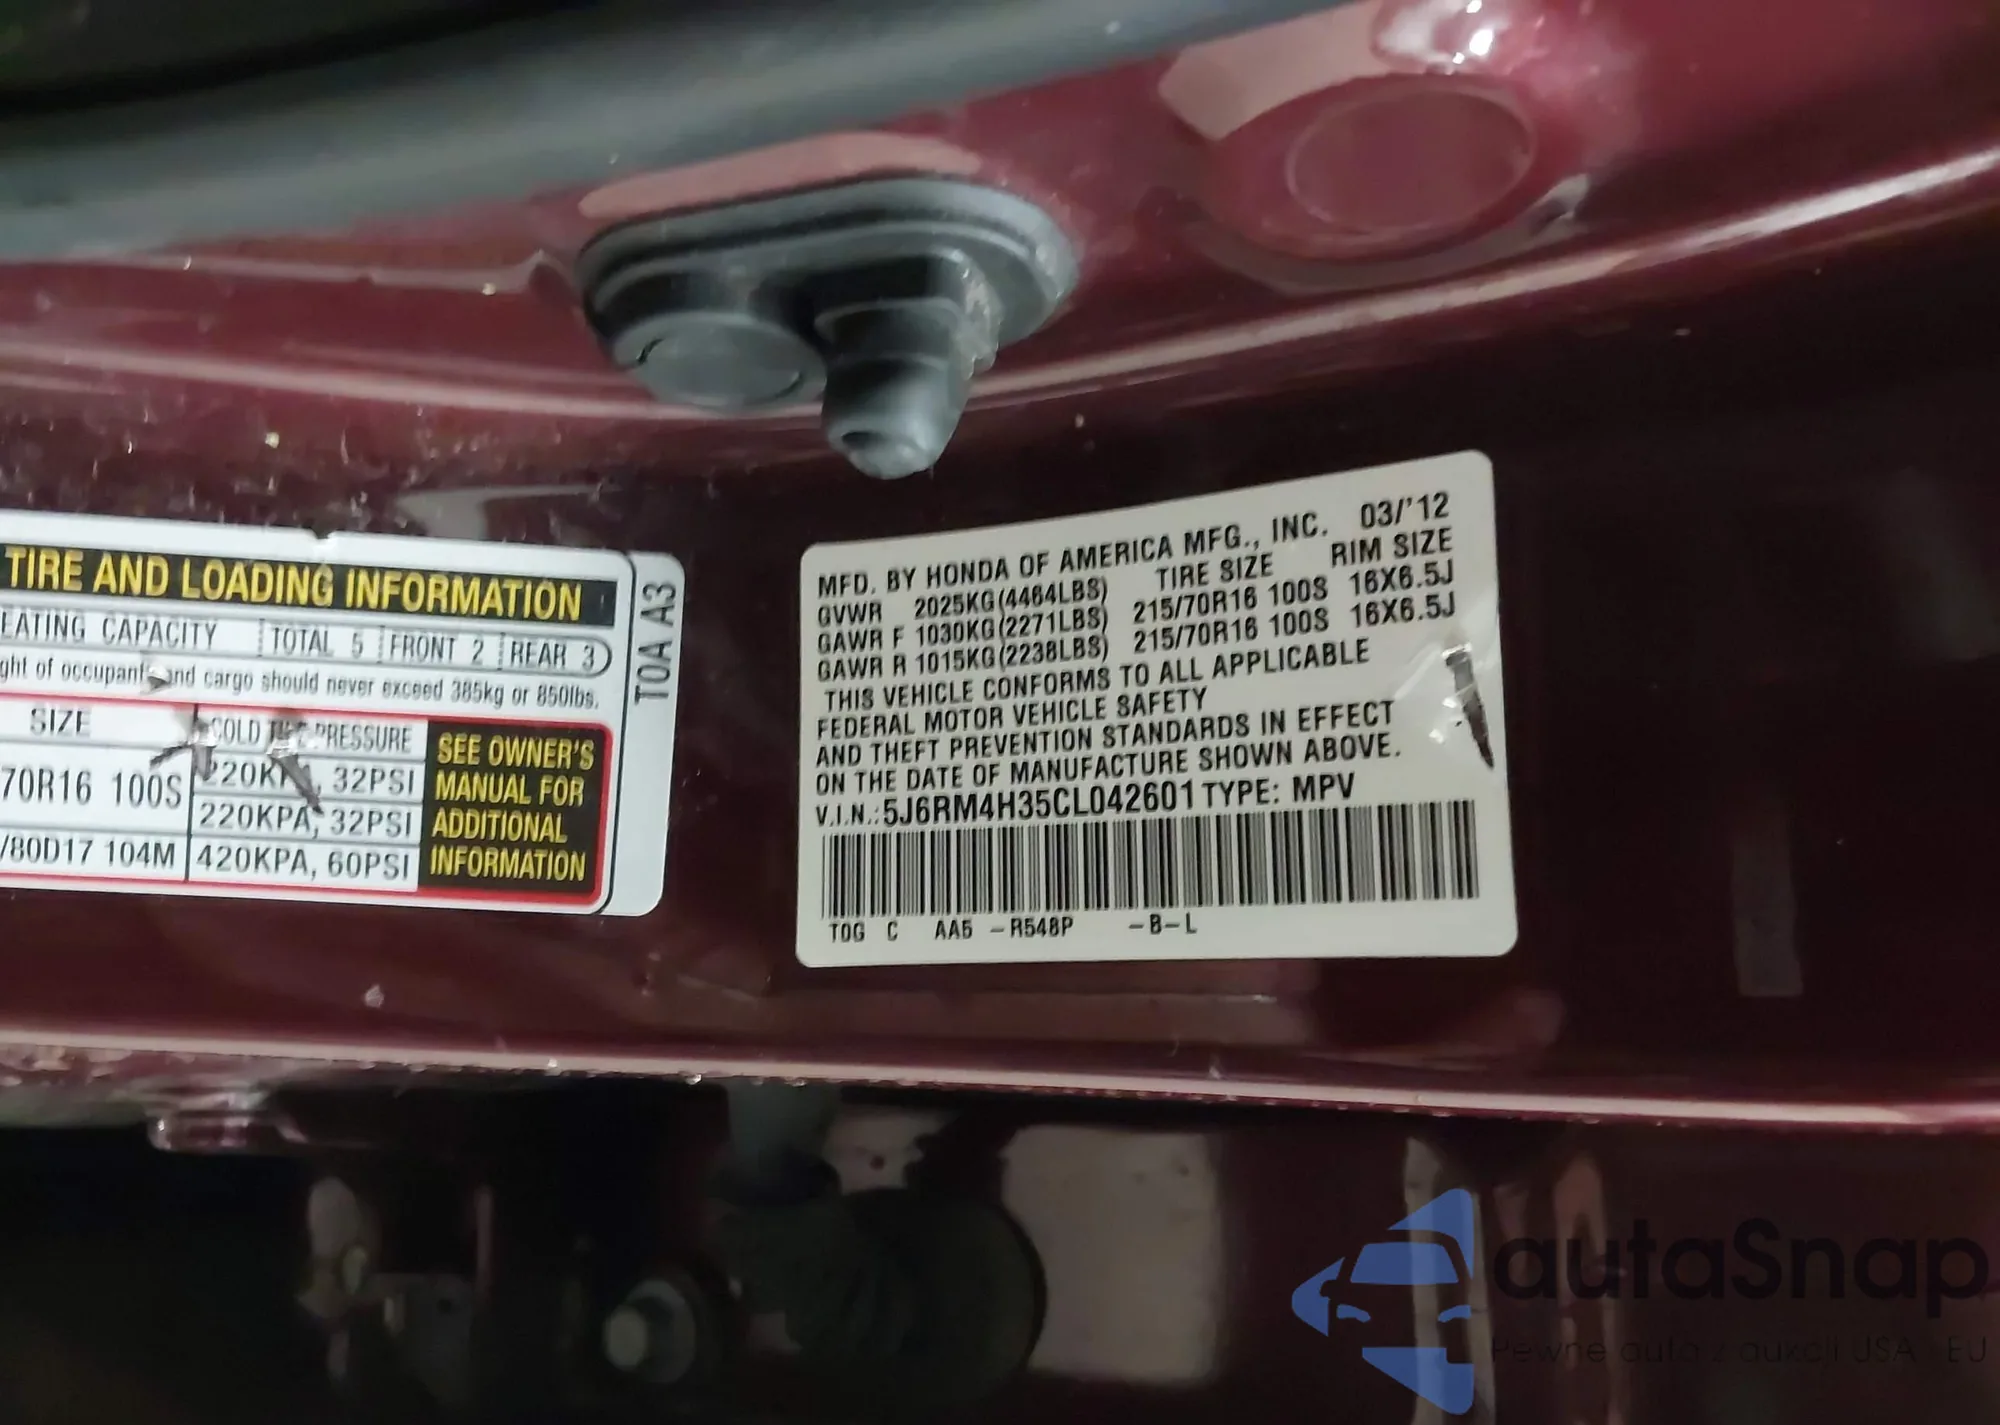 TIRE AND LOADING INFORMATION
EATING CAPACITY TOTAL 5 FRONT 2 REAR 3
ght of occupants and cargo should never exceed 385kg or 850lbs.
SIZE COLD TIRE PRESSURE
70R16 100S 220KPA, 32PSI
220KPA, 32PSI
/80D17 104M 420KPA, 60PSI
SEE OWNER'S
MANUAL FOR
ADDITIONAL
INFORMATION
T0A A3
MFD. BY HONDA OF AMERICA MFG., INC. 03/'12
GVWR 2025KG(4464LBS) TIRE SIZE RIM SIZE
GAWR F 1030KG(2271LBS) 215/70R16 100S 16X6.5J
GAWR R 1015KG(2238LBS) 215/70R16 100S 16X6.5J
THIS VEHICLE CONFORMS TO ALL APPLICABLE
FEDERAL MOTOR VEHICLE SAFETY
AND THEFT PREVENTION STANDARDS IN EFFECT
ON THE DATE OF MANUFACTURE SHOWN ABOVE.
V.I.N.:5J6RM4H35CL042601 TYPE: MPV
T0G C AA5 -R548P -B-L
autaSnap
Pewne auta z aukcji USA - EU